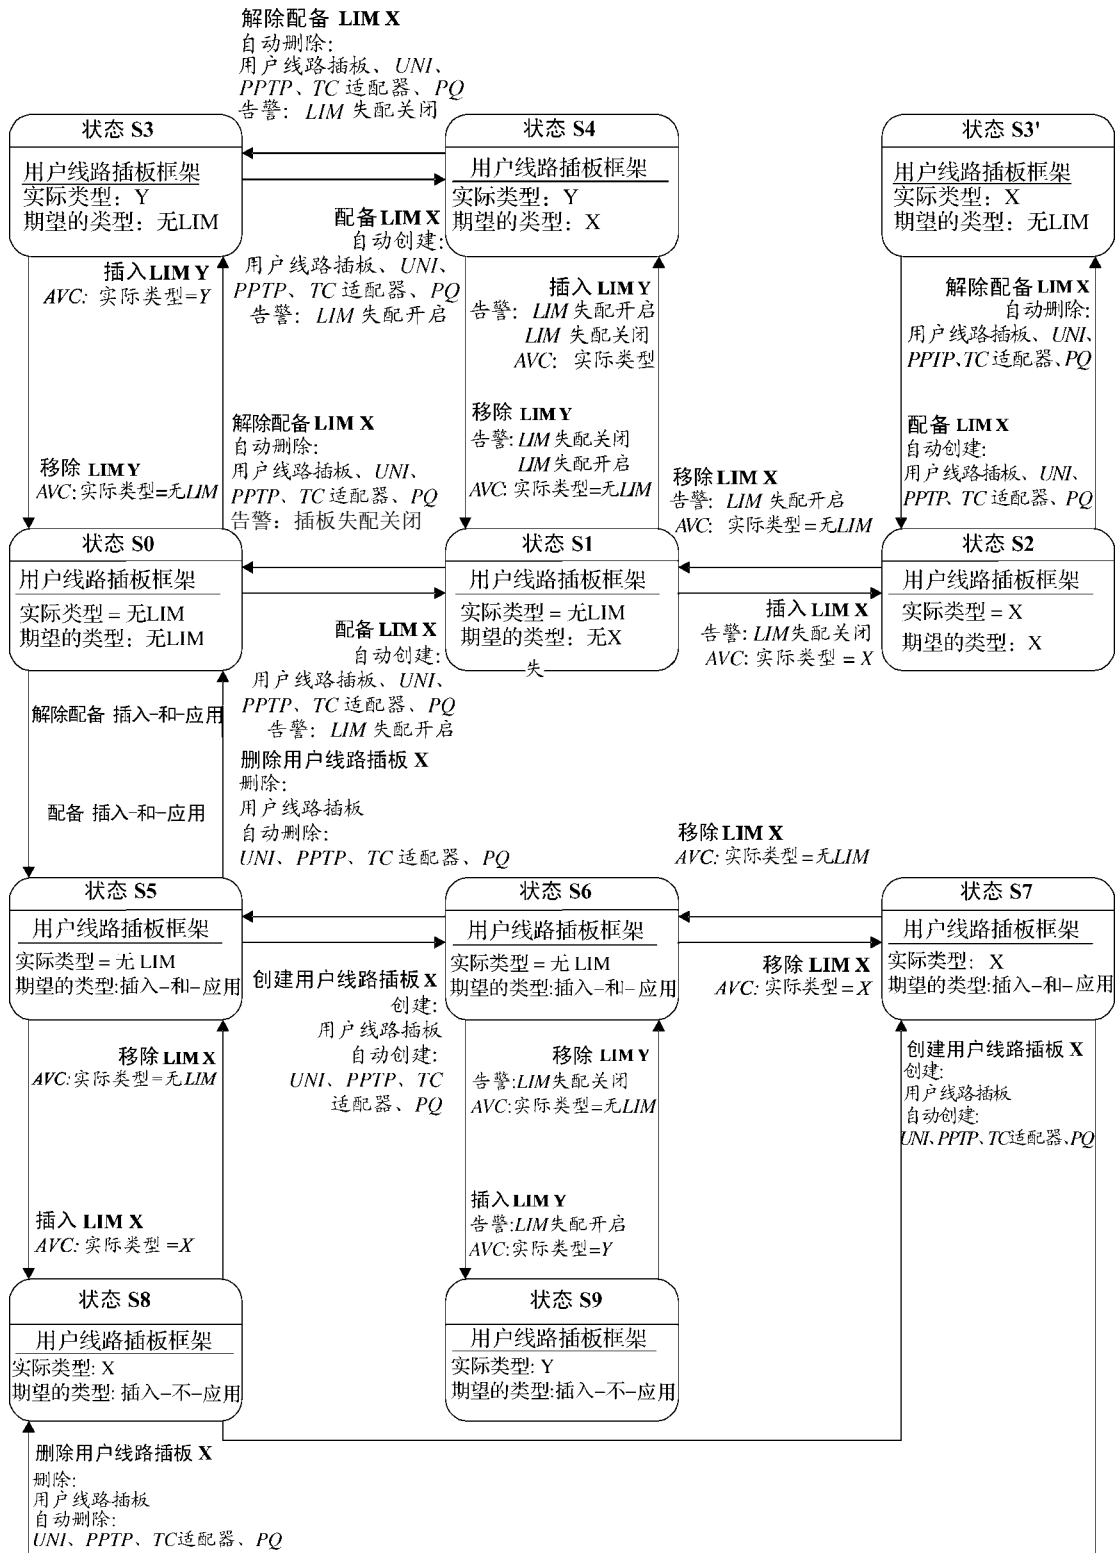 解除配备 LIM X
自动删除：
用户线路插板、UNI、
PPTP、TC 适配器、PQ
告警：LIM 失配关闭
状态 S3
用户线路插板框架
实际类型：Y
期望的类型：无LIM
状态 S4
用户线路插板框架
实际类型：Y
期望的类型：X
状态 S3'
用户线路插板框架
实际类型：X
期望的类型：无LIM
配备 LIM X
自动创建：
用户线路插板、UNI、
PPTP、TC 适配器、PQ
告警：LIM 失配开启
插入 LIM Y
AVC: 实际类型=Y
插入 LIM Y
告警：LIM 失配开启
LIM 失配关闭
AVC: 实际类型
解除配备 LIM X
自动删除：
用户线路插板、UNI、
PPTP、TC 适配器、PQ
移除 LIM Y
AVC:实际类型=无LIM
解除配备 LIM X
自动删除：
用户线路插板、UNI、
PPTP、TC 适配器、PQ
告警：插板失配关闭
移除 LIM Y
告警:LIM 失配关闭
LIM 失配开启
AVC: 实际类型=无LIM
移除 LIM X
告警：LIM 失配开启
AVC: 实际类型=无LIM
配备 LIM X
自动创建：
用户线路插板、UNI、
PPTP、TC 适配器、PQ
状态 S0
用户线路插板框架
实际类型 = 无LIM
期望的类型：无LIM
状态 S1
用户线路插板框架
实际类型 = 无LIM
期望的类型：无X
失
状态 S2
用户线路插板框架
实际类型 = X
期望的类型：X
配备 LIM X
自动创建：
用户线路插板、UNI、
PPTP、TC 适配器、PQ
告警：LIM 失配开启
插入 LIM X
告警：LIM失配关闭
AVC: 实际类型 = X
解除配备 插入-和-应用
配备 插入-和-应用
删除用户线路插板 X
删除：
用户线路插板
自动删除：
UNI、PPTP、TC 适配器、PQ
移除 LIM X
AVC: 实际类型=无LIM
状态 S5
用户线路插板框架
实际类型 = 无 LIM
期望的类型:插入-和-应用
状态 S6
用户线路插板框架
实际类型 = 无 LIM
期望的类型:插入-和-应用
状态 S7
用户线路插板框架
实际类型：X
期望的类型:插入-和-应用
创建用户线路插板 X
创建：
用户线路插板
自动创建：
UNI、PPTP、TC
适配器、PQ
移除 LIM X
AVC: 实际类型=X
移除 LIM X
AVC:实际类型=无LIM
移除 LIM Y
告警:LIM失配关闭
AVC:实际类型=无LIM
创建用户线路插板 X
创建：
用户线路插板
自动创建：
UNI、PPTP、TC适配器、PQ
插入 LIM X
AVC: 实际类型 =X
插入 LIM Y
告警:LIM失配开启
AVC:实际类型=Y
状态 S8
用户线路插板框架
实际类型: X
期望的类型: 插入-不-应用
状态 S9
用户线路插板框架
实际类型: Y
期望的类型:插入-不-应用
删除用户线路插板 X
删除：
用户线路插板
自动删除：
UNI、PPTP、TC适配器、PQ